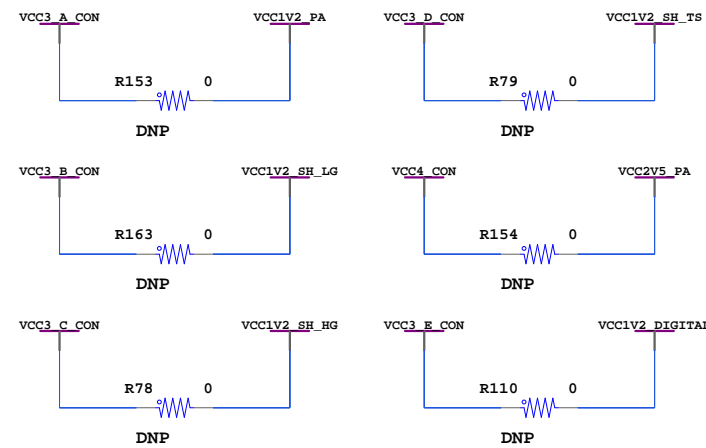 VCC3_A_CON VCC1V2_PA VCC3_D_CON VCC1V2_SH_TS
R153 0 R79 0
DNP DNP
VCC3_B_CON VCC1V2_SH_LG VCC4_CON VCC2V5_PA
R163 0 R154 0
DNP DNP
VCC3_C_CON VCC1V2_SH_HG VCC3_E_CON VCC1V2_DIGITAL
R78 0 R110 0
DNP DNP